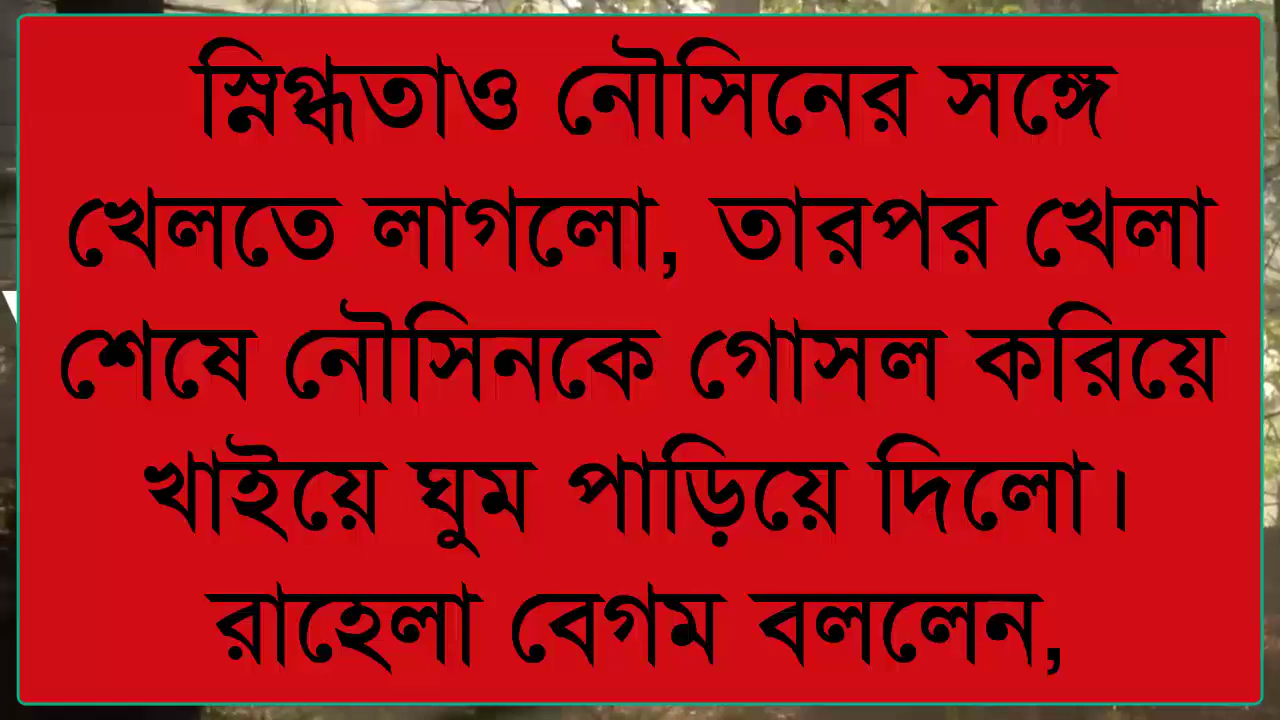 স্নিগ্ধতাও নৌসিনের সঙ্গে
খেলতে লাগলো, তারপর খেলা
শেষে নৌসিনকে গোসল করিয়ে
খাইয়ে ঘুম পাড়িয়ে দিলো।
রাহেলা বেগম বললেন,